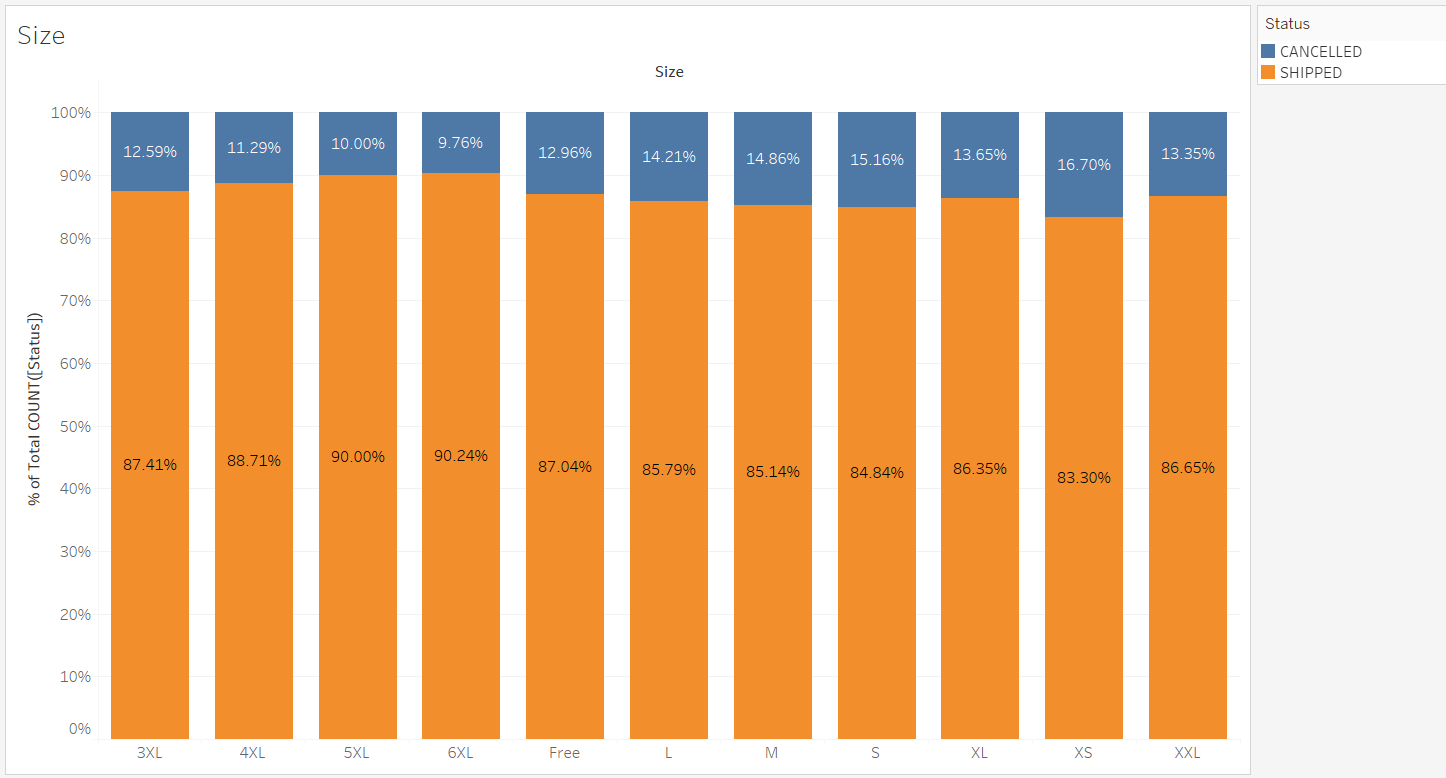 Size
Status
CANCELLED
SHIPPED
Size
% of Total COUNT([Status])
100%
90%
80%
70%
60%
50%
40%
30%
20%
10%
0%
12.59% 11.29% 10.00% 9.76% 12.96% 14.21% 14.86% 15.16% 13.65% 16.70% 13.35%
87.41% 88.71% 90.00% 90.24% 87.04% 85.79% 85.14% 84.84% 86.35% 83.30% 86.65%
3XL 4XL 5XL 6XL Free L M S XL XS XXL